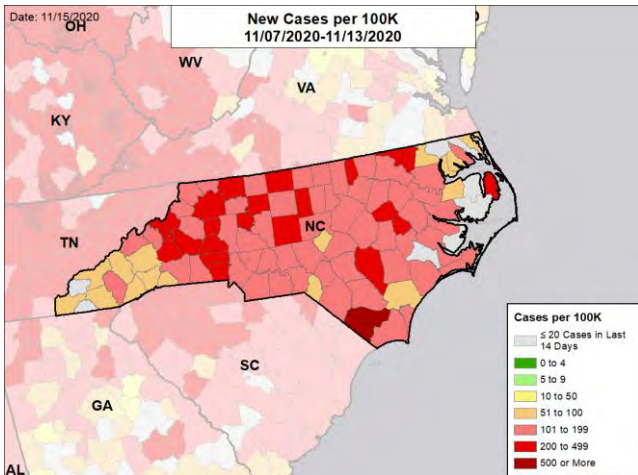 Date: 11/15/2020
New Cases per 100K
11/07/2020-11/13/2020
OH
WV
VA
KY
TN
NC
SC
GA
AL
Cases per 100K
≤ 20 Cases in Last
14 Days
0 to 4
5 to 9
10 to 50
51 to 100
101 to 199
200 to 499
500 or More